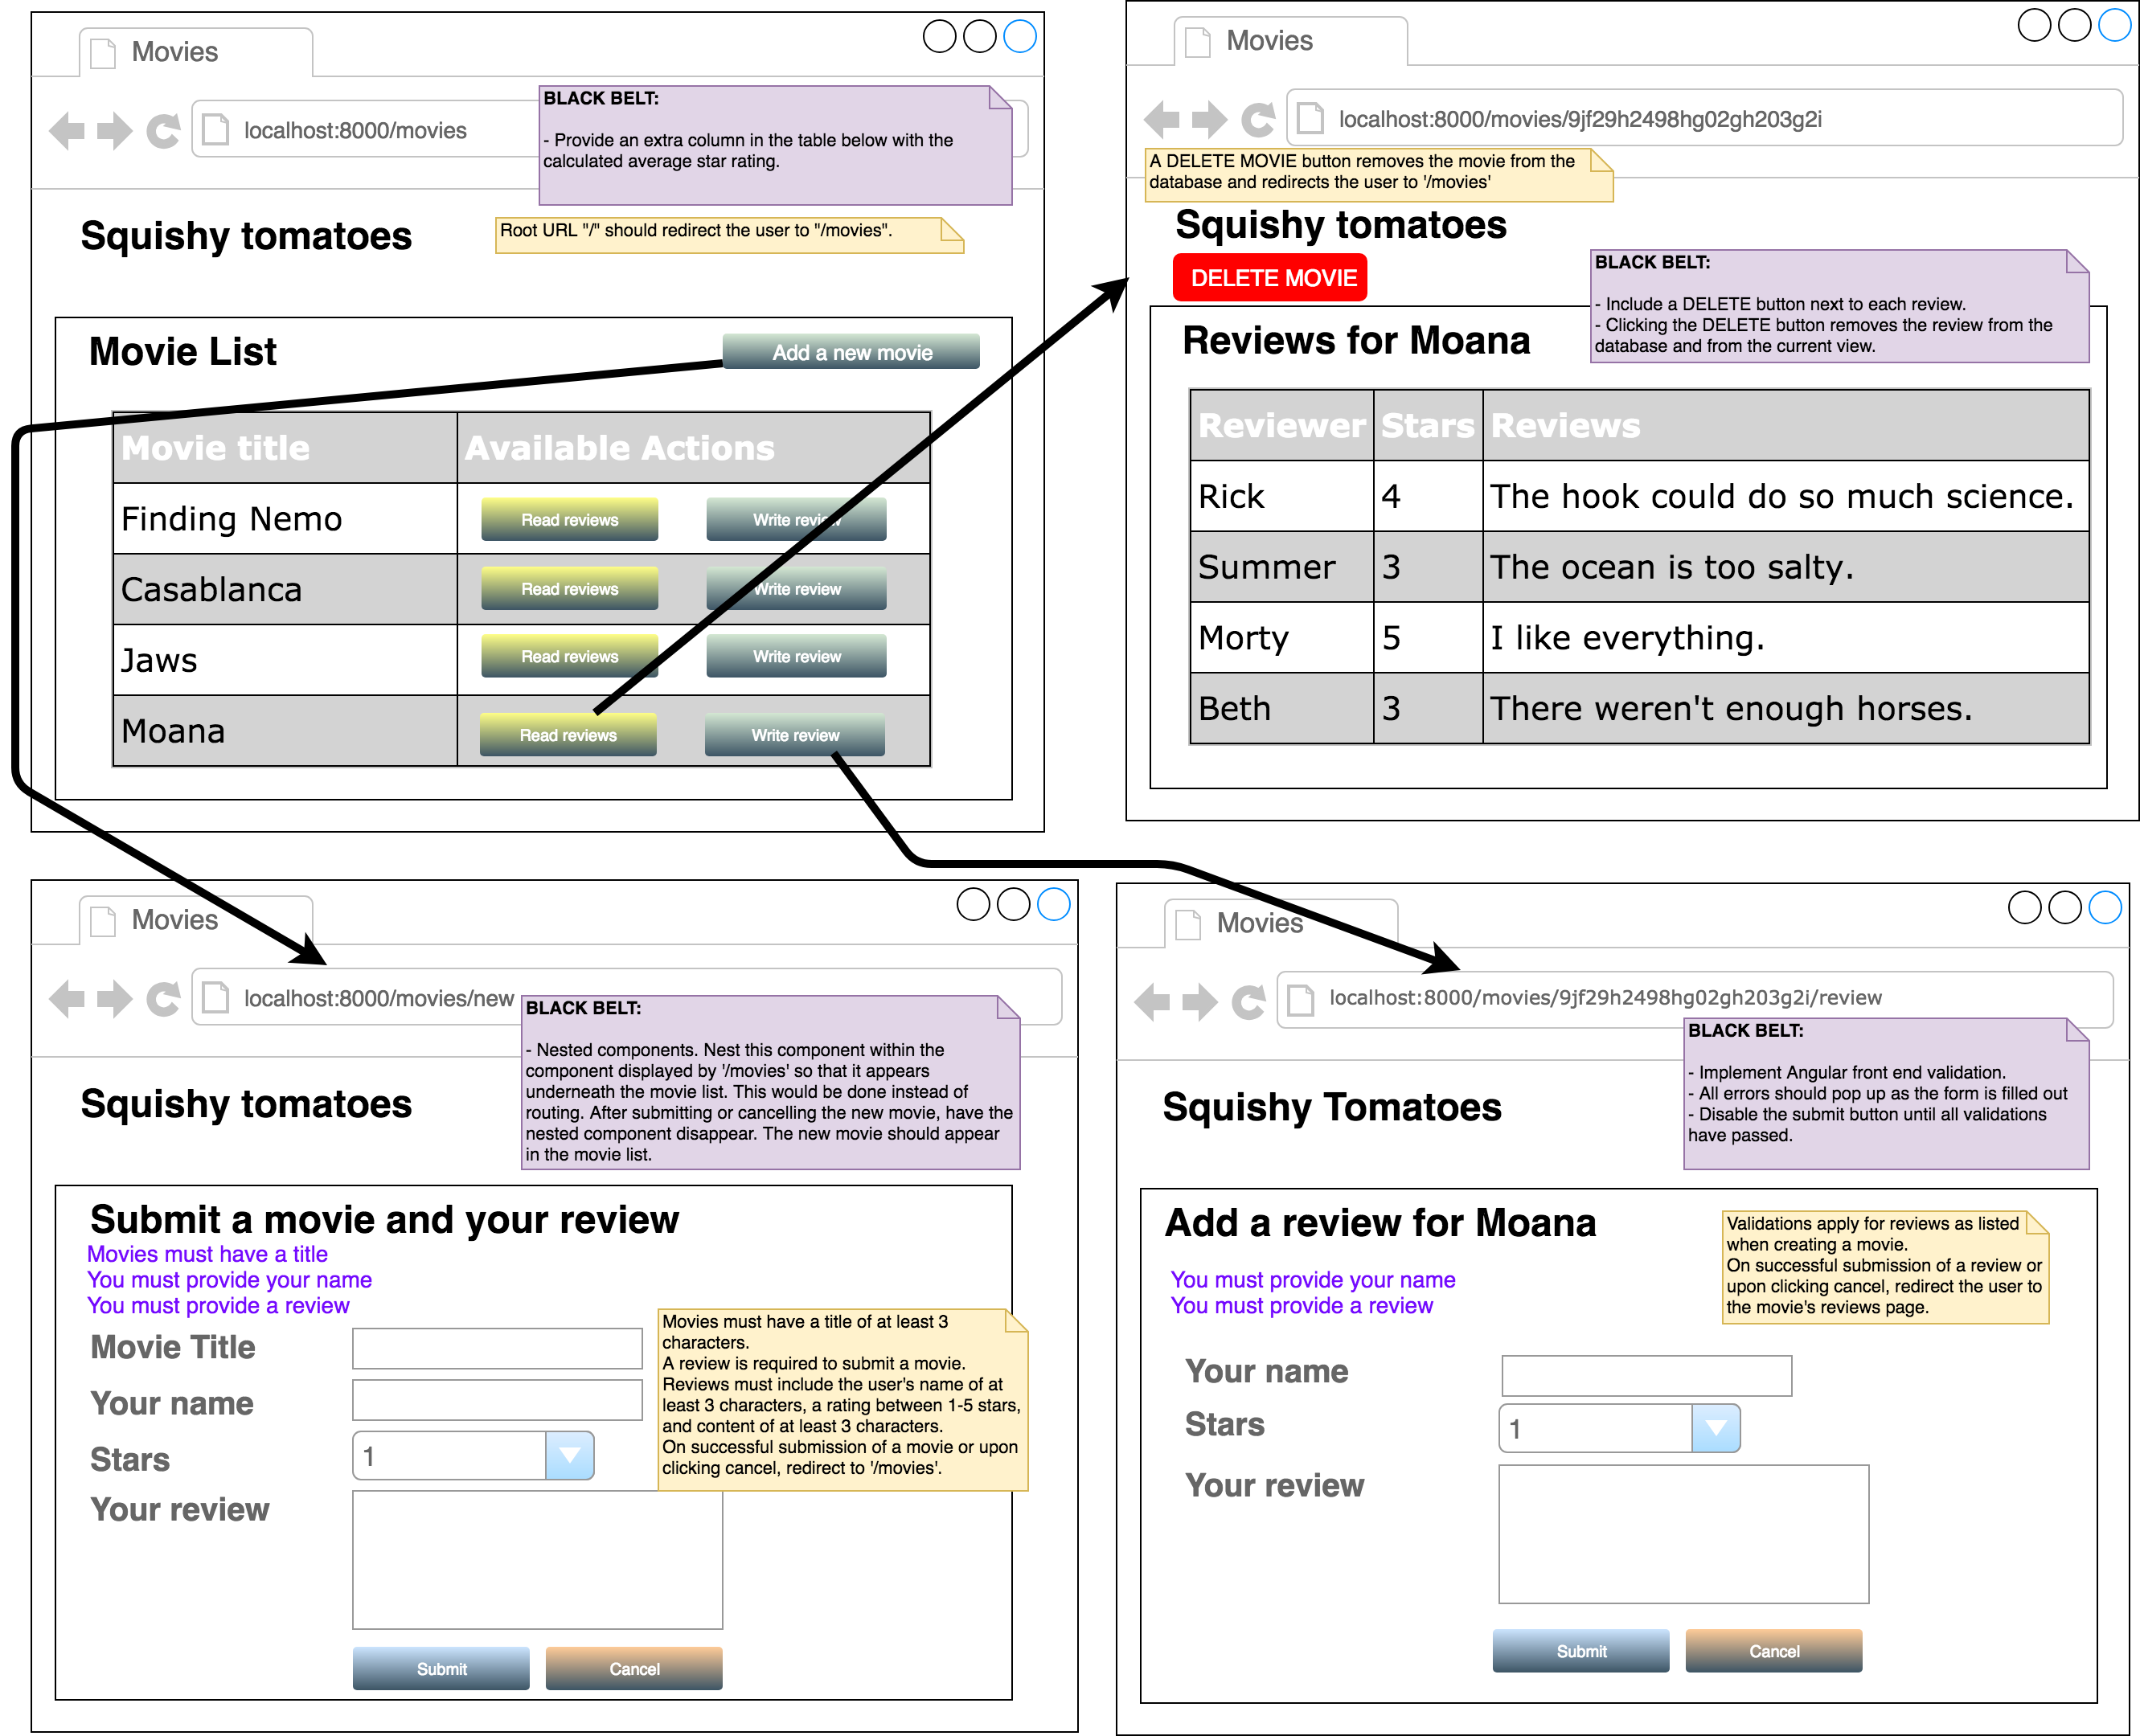 Movies
localhost:8000/movies
BLACK BELT:
- Provide an extra column in the table below with the
calculated average star rating.
Squishy tomatoes
Root URL "/" should redirect the user to "/movies".
Movie List
Add a new movie
Movie title Available Actions
Finding Nemo Read reviews Write review
Casablanca Read reviews Write review
Jaws Read reviews Write review
Moana Read reviews Write review
Movies
localhost:8000/movies/9jf29h2498hg02gh203g2i
A DELETE MOVIE button removes the movie from the
database and redirects the user to '/movies'
Squishy tomatoes
DELETE MOVIE
BLACK BELT:
- Include a DELETE button next to each review.
- Clicking the DELETE button removes the review from the
database and from the current view.
Reviews for Moana
Reviewer Stars Reviews
Rick 4 The hook could do so much science.
Summer 3 The ocean is too salty.
Morty 5 I like everything.
Beth 3 There weren't enough horses.
Movies
localhost:8000/movies/new
BLACK BELT:
- Nested components. Nest this component within the
component displayed by '/movies' so that it appears
underneath the movie list. This would be done instead of
routing. After submitting or cancelling the new movie, have the
nested component disappear. The new movie should appear
in the movie list.
Squishy tomatoes
Submit a movie and your review
Movies must have a title
You must provide your name
You must provide a review
Movie Title
Your name
Stars 1
Your review
Movies must have a title of at least 3
characters.
A review is required to submit a movie.
Reviews must include the user's name of at
least 3 characters, a rating between 1-5 stars,
and content of at least 3 characters.
On successful submission of a movie or upon
clicking cancel, redirect to '/movies'.
Submit Cancel
Movies
localhost:8000/movies/9jf29h2498hg02gh203g2i/review
BLACK BELT:
- Implement Angular front end validation.
- All errors should pop up as the form is filled out
- Disable the submit button until all validations
have passed.
Squishy Tomatoes
Add a review for Moana
Validations apply for reviews as listed
when creating a movie.
On successful submission of a review or
upon clicking cancel, redirect the user to
the movie's reviews page.
You must provide your name
You must provide a review
Your name
Stars 1
Your review
Submit Cancel